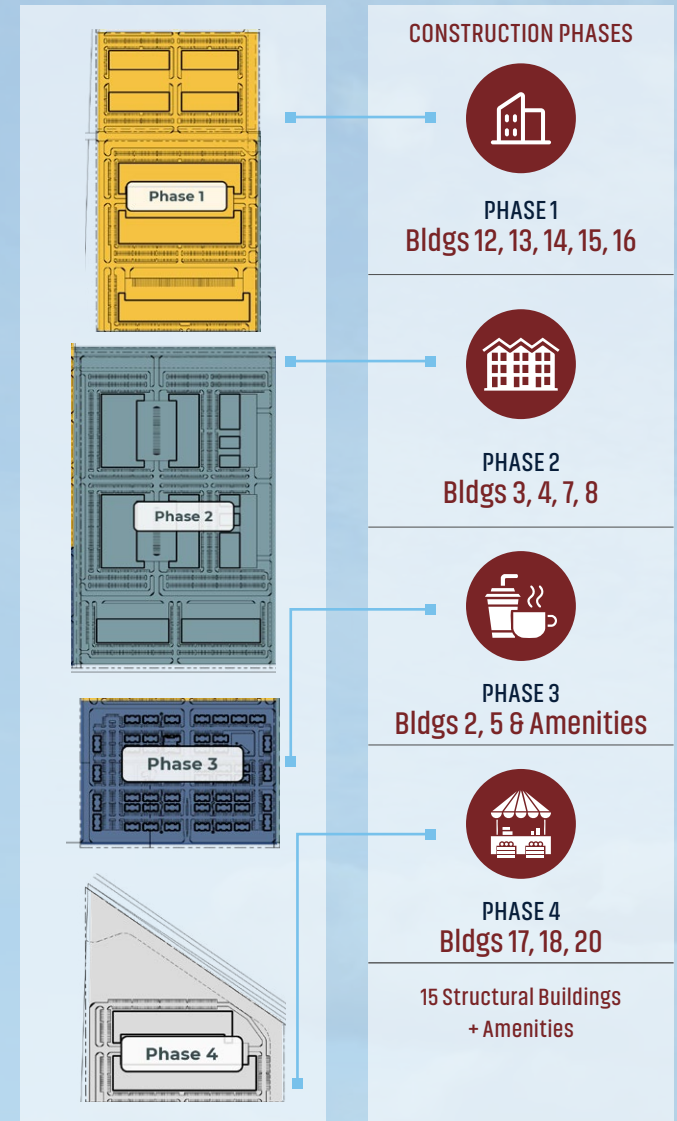 Phase 1
Phase 2
Phase 3
Phase 4
CONSTRUCTION PHASES
PHASE 1
Bldgs 12, 13, 14, 15, 16
PHASE 2
Bldgs 3, 4, 7, 8
PHASE 3
Bldgs 2, 5 & Amenities
PHASE 4
Bldgs 17, 18, 20
15 Structural Buildings
+ Amenities